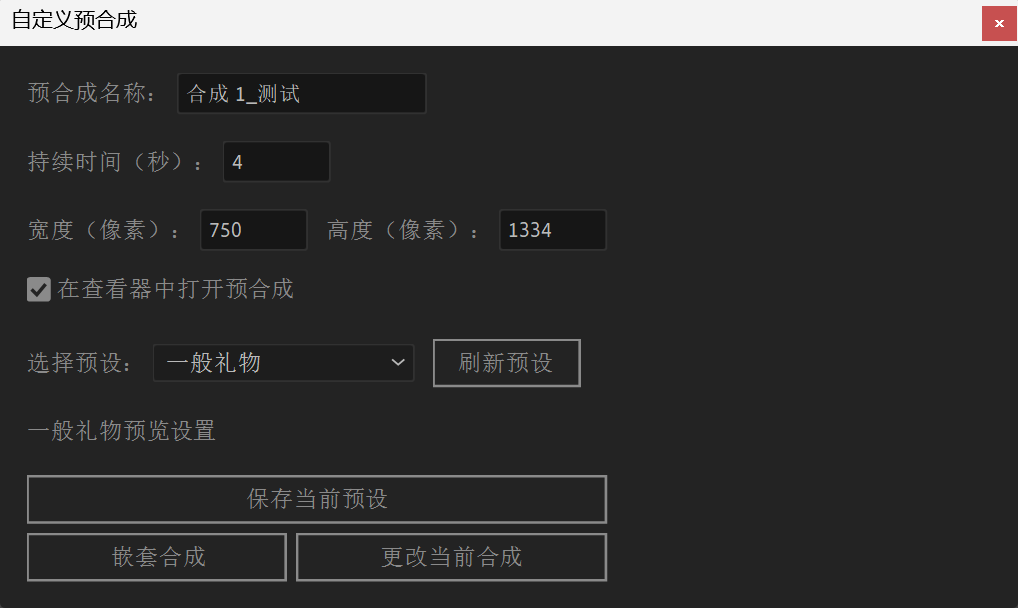 自定义预合成
预合成名称： 合成 1_测试
持续时间（秒）： 4
宽度（像素）： 750 高度（像素）： 1334
在查看器中打开预合成
选择预设： 一般礼物 刷新预设
一般礼物预览设置
保存当前预设
嵌套合成 更改当前合成